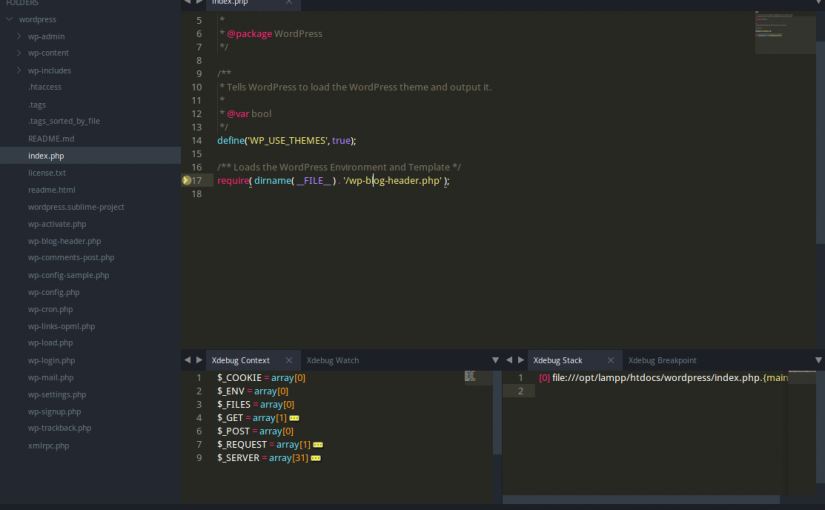 FOLDERS
wordpress
wp-admin
wp-content
wp-includes
.htaccess
.tags
.tags_sorted_by_file
README.md
index.php
license.txt
readme.html
wordpress.sublime-project
wp-activate.php
wp-blog-header.php
wp-comments-post.php
wp-config-sample.php
wp-config.php
wp-cron.php
wp-links-opml.php
wp-load.php
wp-login.php
wp-mail.php
wp-settings.php
wp-signup.php
wp-trackback.php
xmlrpc.php
index.php
5 *
6 * @package WordPress
7 */
8
9 /**
10 * Tells WordPress to load the WordPress theme and output it.
11 *
12 * @var bool
13 */
14 define('WP_USE_THEMES', true);
15
16 /** Loads the WordPress Environment and Template */
17 require( dirname( __FILE__ ) . '/wp-blog-header.php' );
18
Xdebug Context Xdebug Watch
1 $_COOKIE = array[0]
2 $_ENV = array[0]
3 $_FILES = array[0]
4 $_GET = array[1]
6 $_POST = array[0]
7 $_REQUEST = array[1]
9 $_SERVER = array[31]
Xdebug Stack Xdebug Breakpoint
1 [0] file:///opt/lampp/htdocs/wordpress/index.php.{main
2